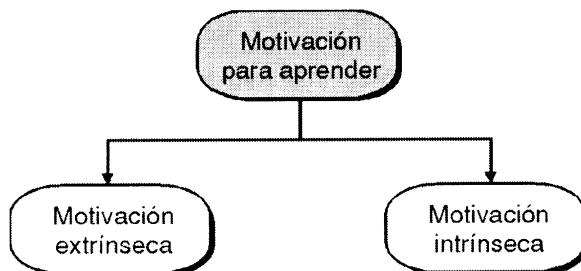 Motivación
para aprender
Motivación
extrínseca
Motivación
intrínseca